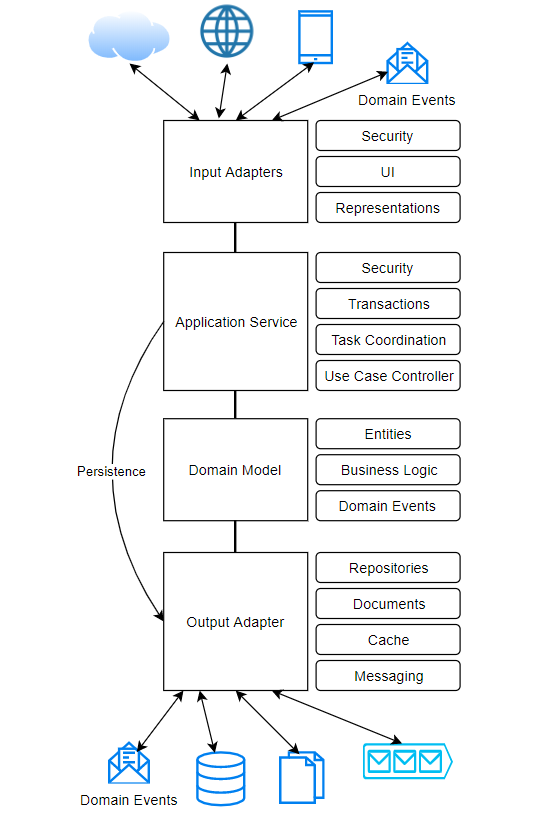 Domain Events
Input Adapters
Security
UI
Representations
Application Service
Security
Transactions
Task Coordination
Use Case Controller
Persistence
Domain Model
Entities
Business Logic
Domain Events
Output Adapter
Repositories
Documents
Cache
Messaging
Domain Events